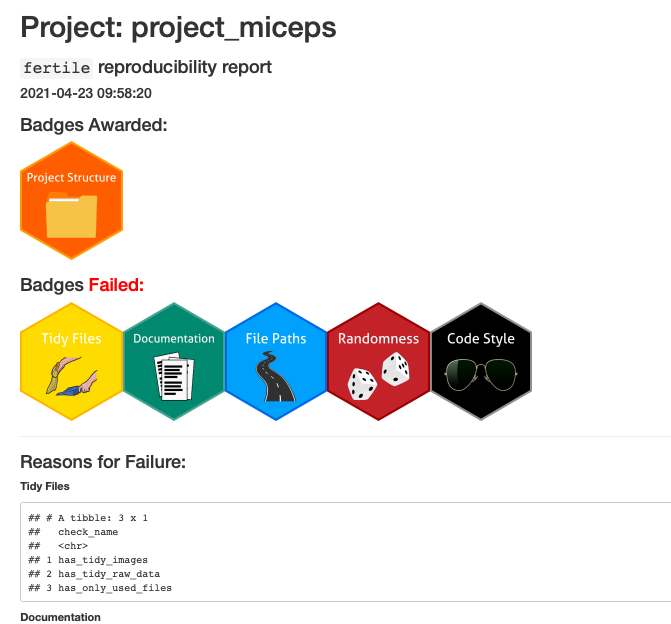 Project: project_miceps
fertile reproducibility report
2021-04-23 09:58:20
Badges Awarded:
Project Structure
Badges Failed:
Tidy Files
Documentation
File Paths
Randomness
Code Style
Reasons for Failure:
Tidy Files
## # A tibble: 3 x 1
##   check_name
##   <chr>
## 1 has_tidy_images
## 2 has_tidy_raw_data
## 3 has_only_used_files
Documentation